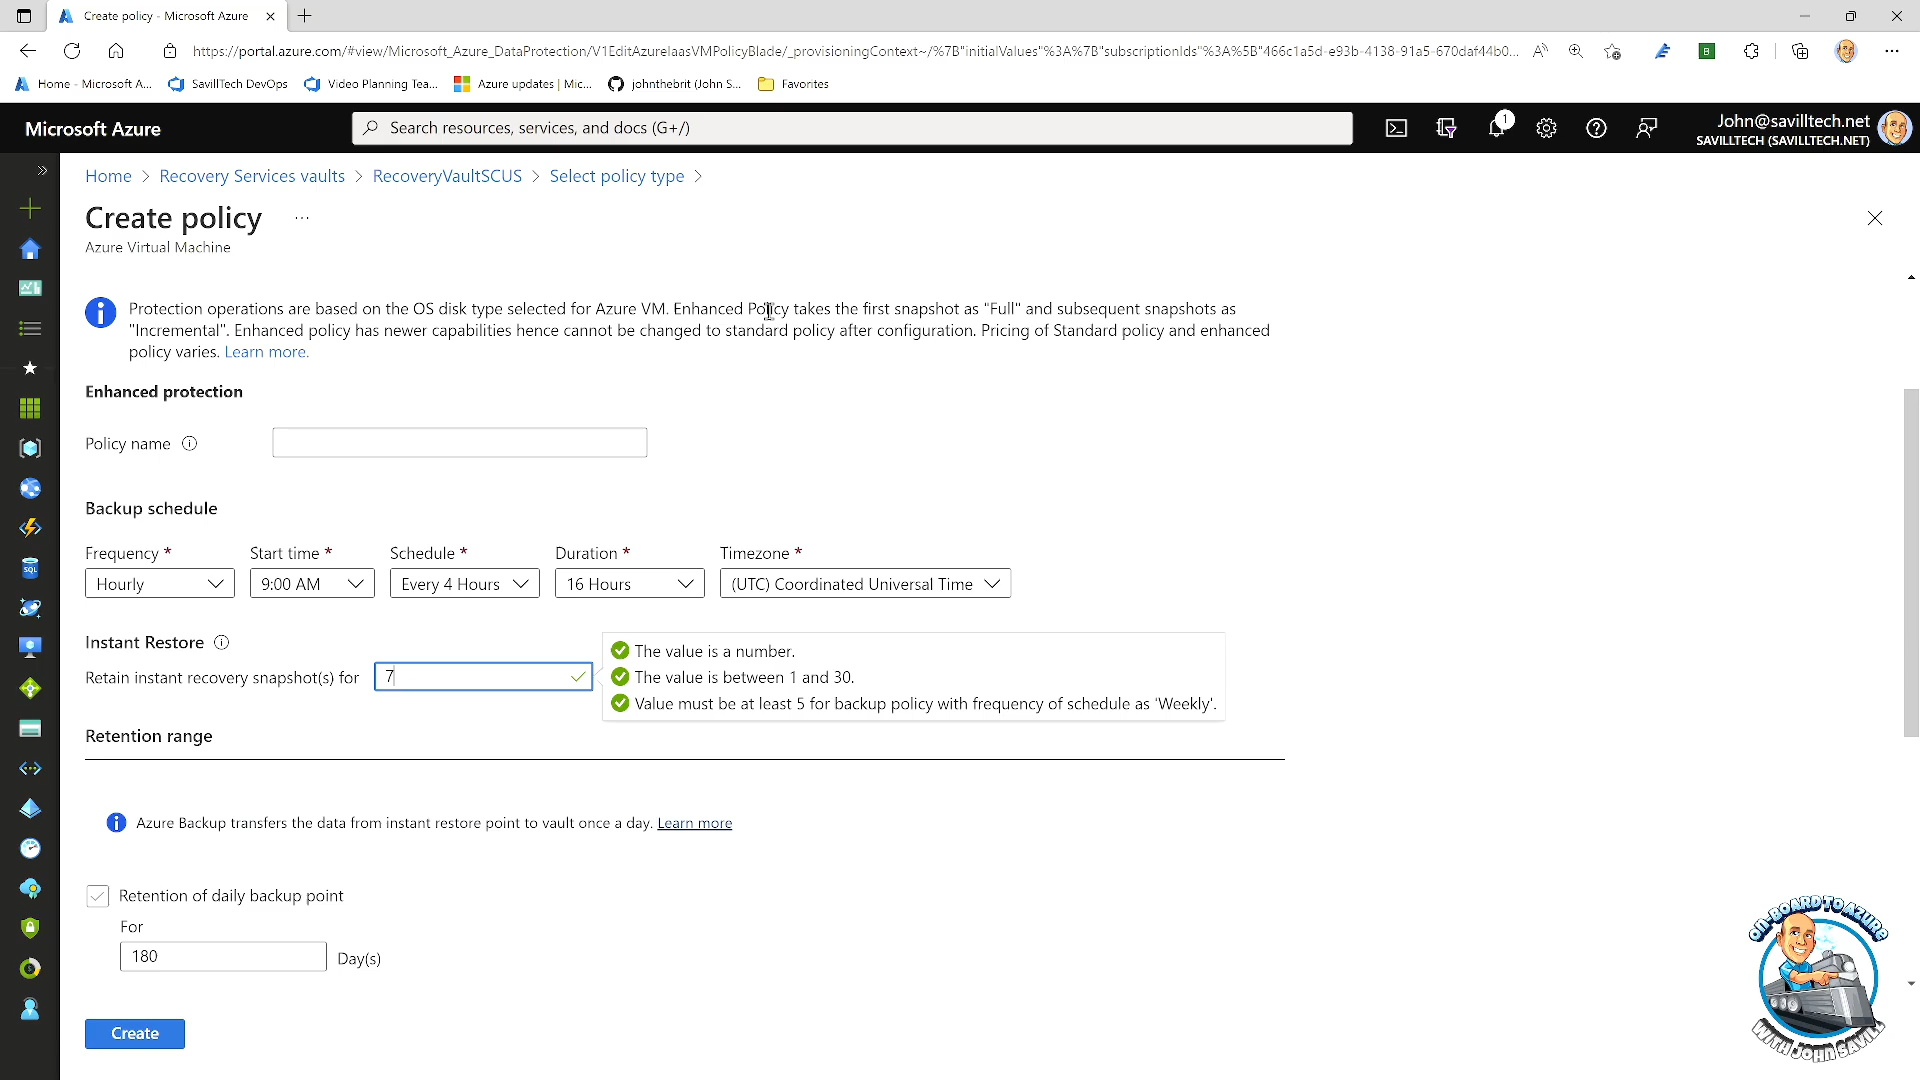 Create policy - Microsoft Azure
https://portal.azure.com/#view/Microsoft_Azure_DataProtection/V1EditAzureIaasVMPolicyBlade/_provisioningContext~/%7B"initialValues"%3A%7B"subscriptionIds"%3A%5B"466c1a5d-e93b-4138-91a5-670daf44b0...
Home - Microsoft A...
SavillTech DevOps
Video Planning Tea...
Azure updates | Mic...
johnthebrit (John S...
Favorites
Microsoft Azure
Search resources, services, and docs (G+/)
1
John@savilltech.net
SAVILLTECH (SAVILLTECH.NET)
Home > Recovery Services vaults > RecoveryVaultSCUS > Select policy type >
Create policy ...
Azure Virtual Machine
Protection operations are based on the OS disk type selected for Azure VM. Enhanced Policy takes the first snapshot as "Full" and subsequent snapshots as
"Incremental". Enhanced policy has newer capabilities hence cannot be changed to standard policy after configuration. Pricing of Standard policy and enhanced
policy varies. Learn more.
Enhanced protection
Policy name
Backup schedule
Frequency * Start time * Schedule * Duration * Timezone *
Hourly 9:00 AM Every 4 Hours 16 Hours (UTC) Coordinated Universal Time
Instant Restore
Retain instant recovery snapshot(s) for 7
The value is a number.
The value is between 1 and 30.
Value must be at least 5 for backup policy with frequency of schedule as 'Weekly'.
Retention range
Azure Backup transfers the data from instant restore point to vault once a day. Learn more
Retention of daily backup point
For
180 Day(s)
Create
ON-BOARD TO AZURE
WITH JOHN SAVILL